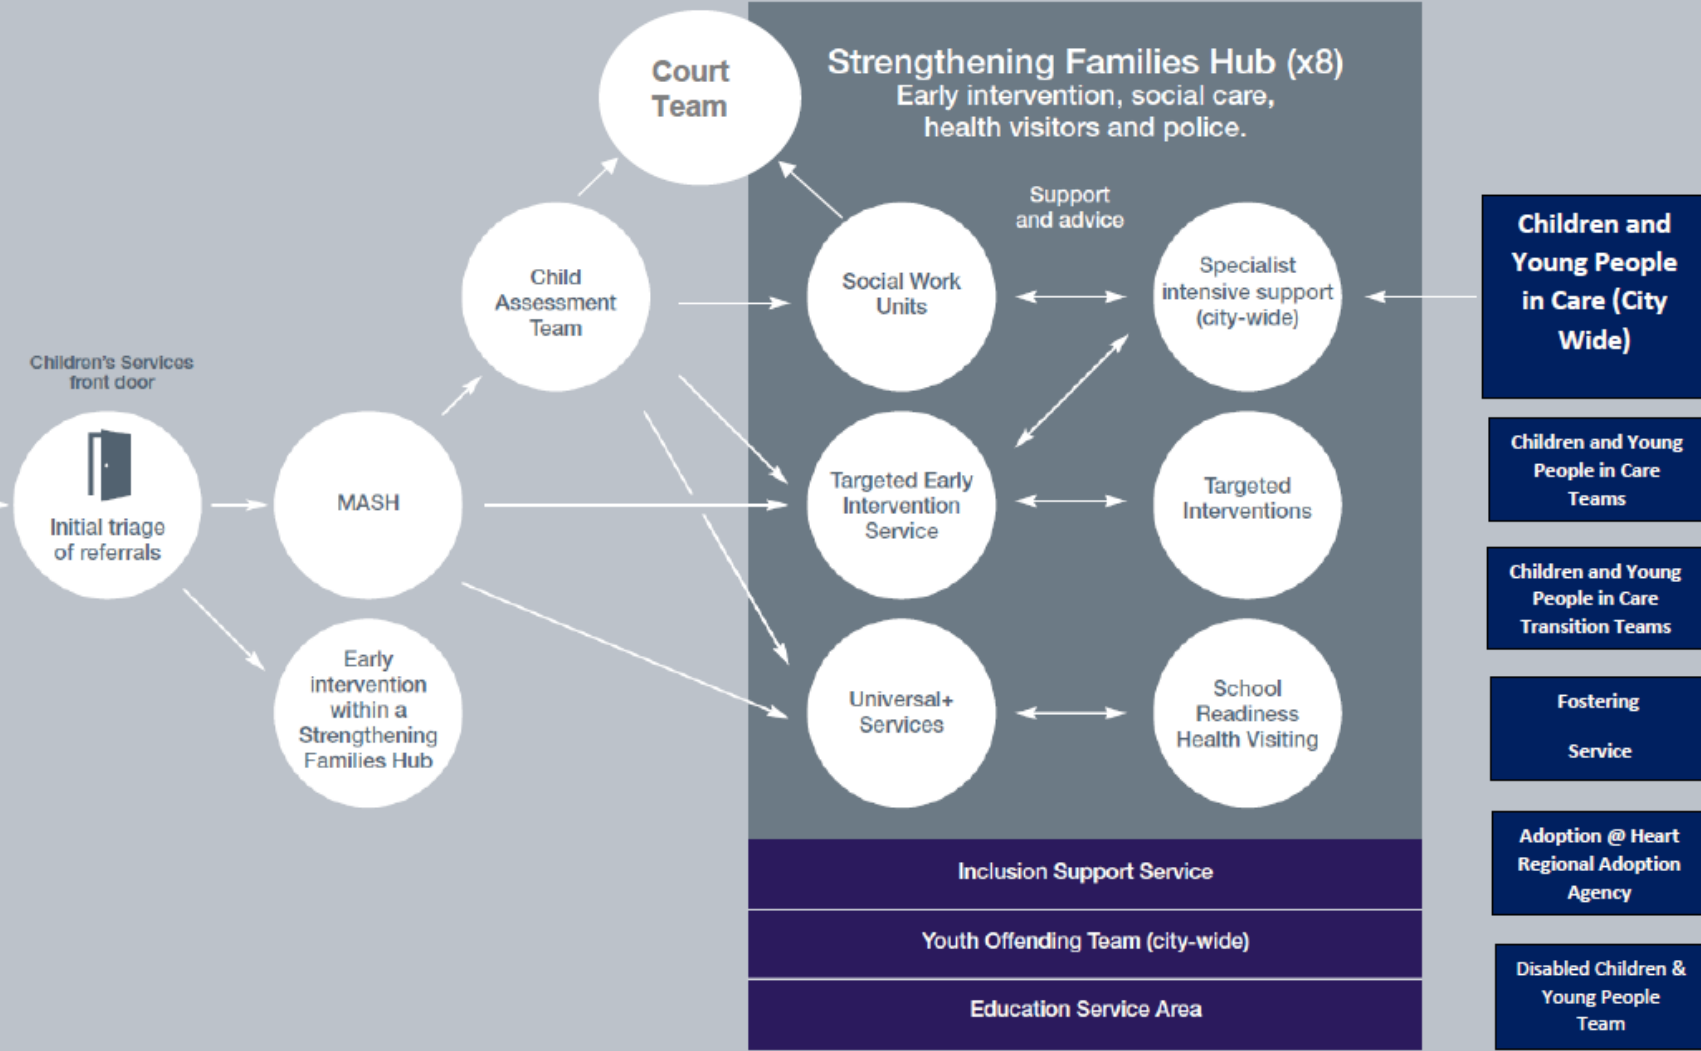 Court
Team
Strengthening Families Hub (x8)
Early intervention, social care,
health visitors and police.
Support
and advice
Child
Assessment
Team
Social Work
Units
Specialist
intensive support
(city-wide)
Children and
Young People
in Care (City
Wide)
Children's Services
front door
Initial triage
of referrals
MASH
Targeted Early
Intervention
Service
Targeted
Interventions
Children and Young
People in Care
Teams
Children and Young
People in Care
Transition Teams
Early
intervention
within a
Strengthening
Families Hub
Universal+
Services
School
Readiness
Health Visiting
Fostering
Service
Inclusion Support Service
Youth Offending Team (city-wide)
Education Service Area
Adoption @ Heart
Regional Adoption
Agency
Disabled Children &
Young People
Team